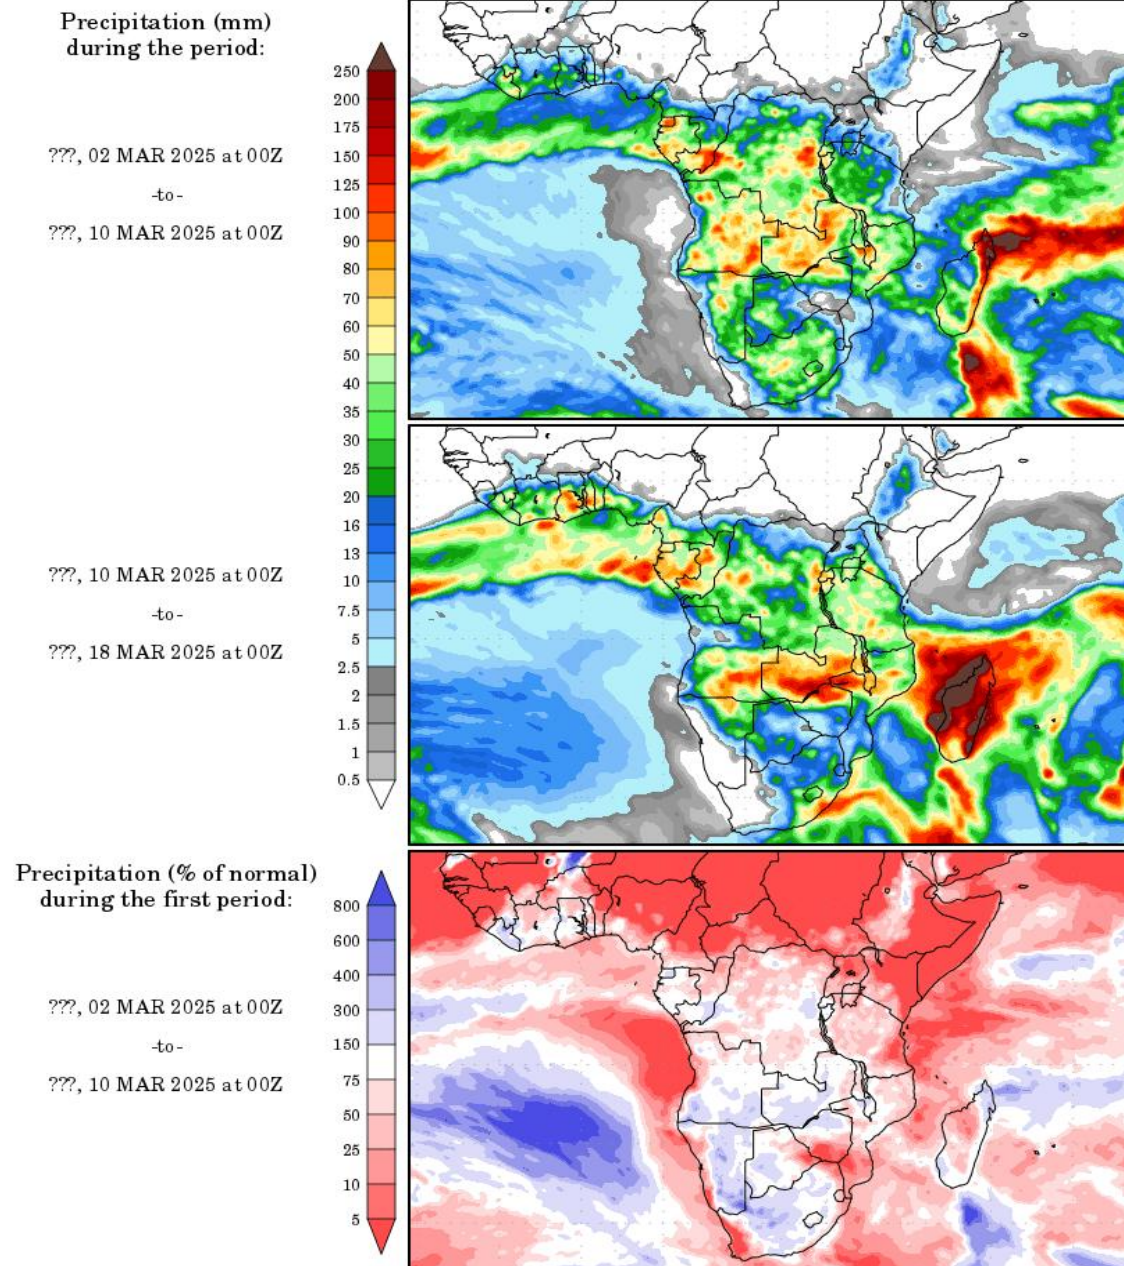 Precipitation (mm)
during the period:
250
200
175
150
125
100
90
80
70
60
50
40
35
30
25
20
16
13
10
7.5
5
2.5
2
1.5
1
0.5
???, 02 MAR 2025 at 00Z
-to-
???, 10 MAR 2025 at 00Z
???, 10 MAR 2025 at 00Z
-to-
???, 18 MAR 2025 at 00Z
Precipitation (% of normal)
during the first period:
800
600
400
300
150
75
50
25
10
5
???, 02 MAR 2025 at 00Z
-to-
???, 10 MAR 2025 at 00Z